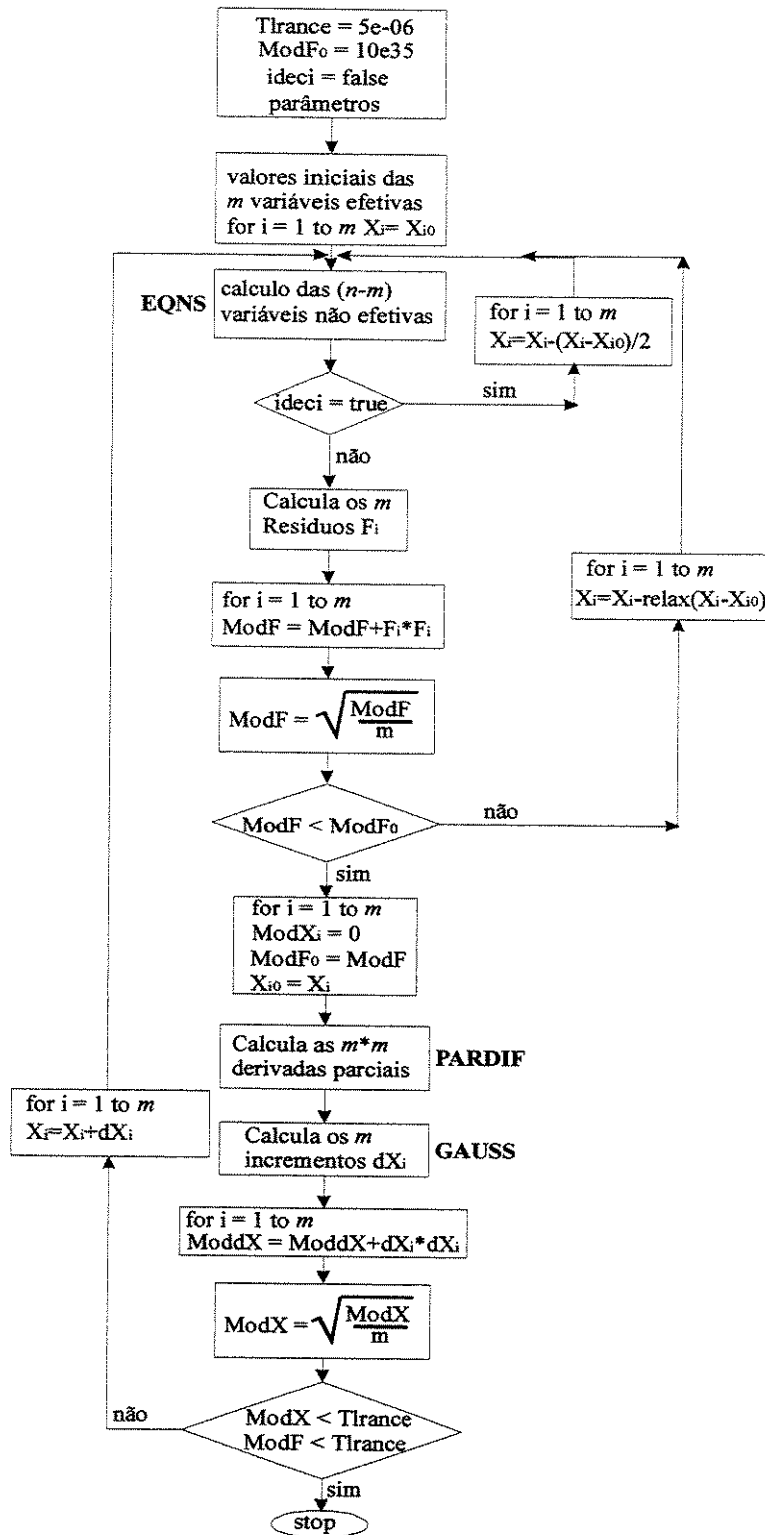 Tlrance = 5e-06
ModF₀ = 10e35
ideci = false
parâmetros
valores iniciais das
m variáveis efetivas
for i = 1 to m Xi= Xi0
EQNS
calculo das (n-m)
variáveis não efetivas
for i = 1 to m
Xi=Xi-(Xi-Xi0)/2
ideci = true
sim
não
Calcula os m
Residuos Fi
for i = 1 to m
Xi=Xi-relax(Xi-Xi0)
for i = 1 to m
ModF = ModF+Fi*Fi
ModF = √ModF/m
ModF < ModF₀
não
sim
for i = 1 to m
ModXi = 0
ModF₀ = ModF
Xi0 = Xi
Calcula as m*m
derivadas parciais
PARDIF
for i = 1 to m
Xi=Xi+dXi
Calcula os m
incrementos dXi
GAUSS
for i = 1 to m
ModdX = ModdX+dXi*dXi
ModX = √ModX/m
não
ModX < Tlrance
ModF < Tlrance
sim
stop